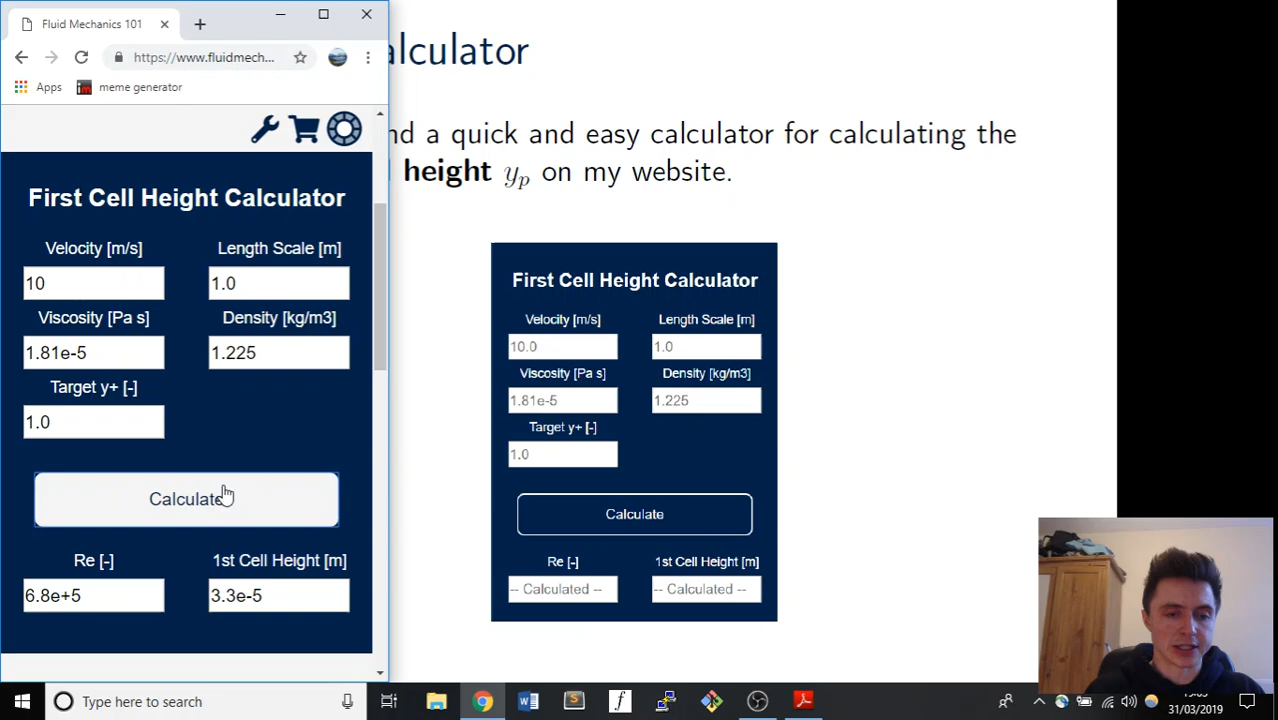 Fluid Mechanics 101
https://www.fluidmech...
Apps
meme generator
First Cell Height Calculator
Velocity [m/s]
Length Scale [m]
10
1.0
Viscosity [Pa s]
Density [kg/m3]
1.81e-5
1.225
Target y+ [-]
1.0
Calculate
Re [-]
1st Cell Height [m]
6.8e+5
3.3e-5
alculator
nd a quick and easy calculator for calculating the
height yp on my website.
First Cell Height Calculator
Velocity [m/s]
Length Scale [m]
10.0
1.0
Viscosity [Pa s]
Density [kg/m3]
1.81e-5
1.225
Target y+ [-]
1.0
Calculate
Re [-]
1st Cell Height [m]
-- Calculated --
-- Calculated --
Type here to search
31/03/2019